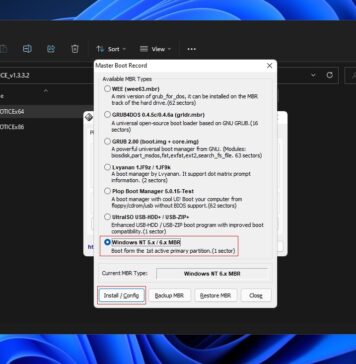 Sort
View
ICE_v1.3.3.2
OTICEx64
OTICEx86
Master Boot Record
Available MBR Types
WEE (wee63.mbr)
A mini version of grub_for_dos, it can be installed on the MBR
track of the hard drive.(62 sectors)
GRUB4DOS 0.4.5c/0.4.6a (grldr.mbr)
A universal open-source boot loader based on GNU GRUB.(16
sectors)
GRUB 2.00 (boot.img + core.img)
A powerful universal boot manager from GNU. (Modules:
biosdisk,part_msdos,fat,exfat,ext2,search_fs_file. 63 sectors)
Lvyanan 1JF9z / 1JF9k
A boot manager by Lvyanan. It support dot matrix prompt
information. (2 sectors)
Plop Boot Manager 5.0.15-Test
A boot manager with cool UI! Boot your computer from
floppy/cdrom/usb without BIOS support.(62 sectors)
UltraISO USB-HDD+ / USB-ZIP+
Enhanced USB-HDD / USB-ZIP boot program with improved boot
compatibility.(1 sector)
Windows NT 5.x / 6.x MBR
Boot form the 1st active primary partition.(1 sector)
Current MBR Type:
Windows NT 6.x MBR
Install / Config
Backup MBR
Restore MBR
Close